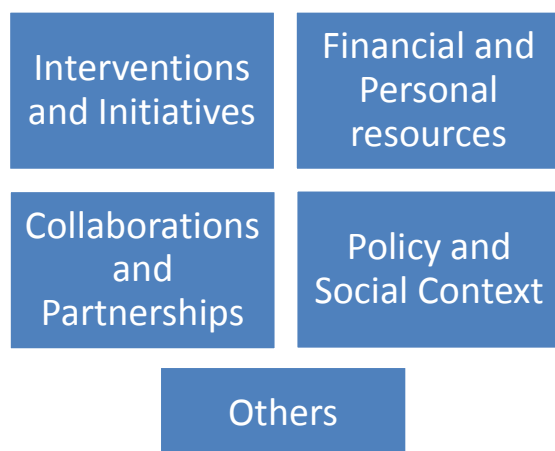 Interventions
and Initiatives
Financial and
Personal
resources
Collaborations
and
Partnerships
Policy and
Social Context
Others